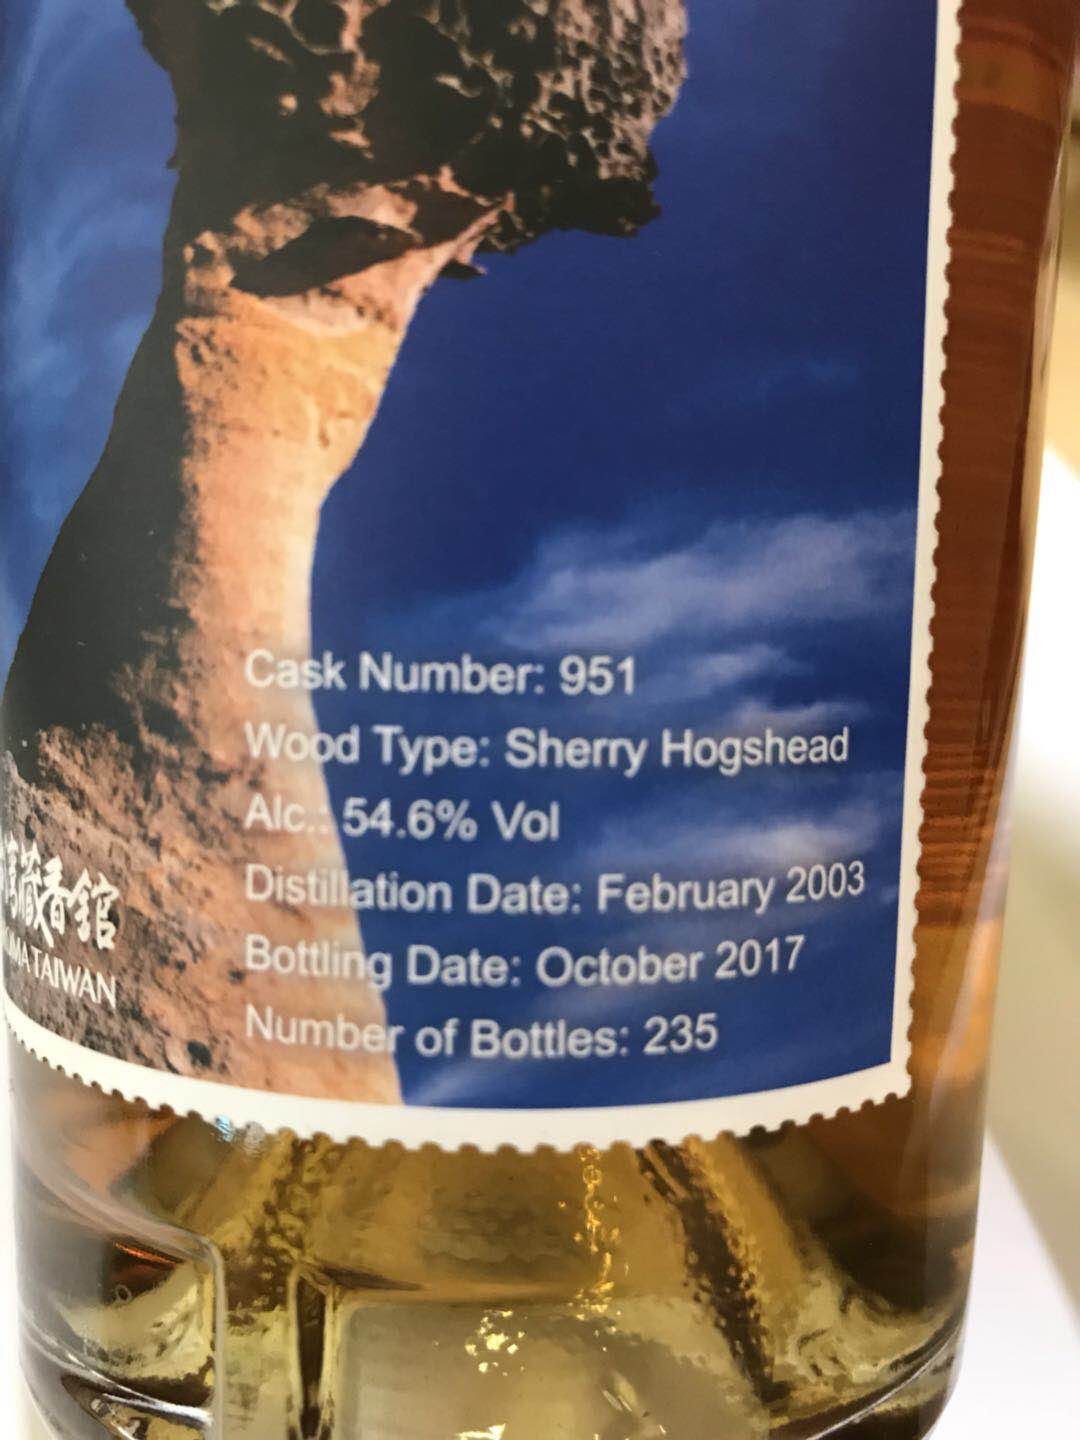 Cask Number: 951
Wood Type: Sherry Hogshead
Alc.: 54.6% Vol
Distillation Date: February 2003
Bottling Date: October 2017
Number of Bottles: 235
藏香館
TAIWAN